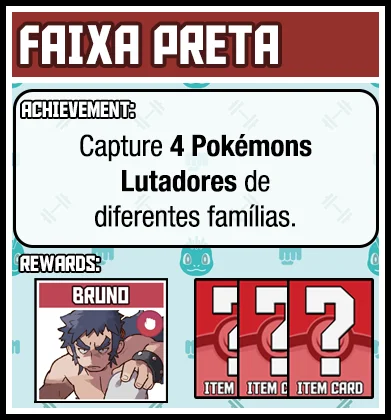 FAIXA PRETA
ACHIEVEMENT:
Capture 4 Pokémons
Lutadores de
diferentes famílias.
REWARDS:
BRUNO
? ? ?
ITEM ITEM C ITEM CARD